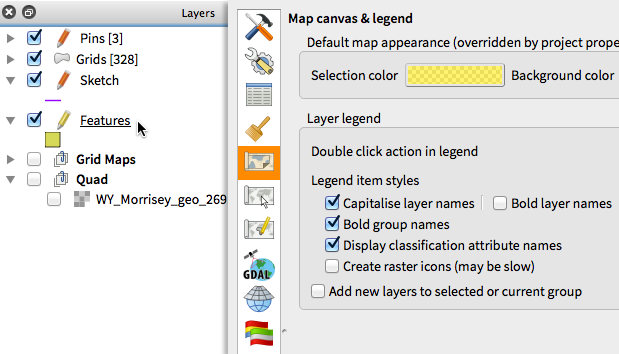 Layers
Pins [3]
Grids [328]
Sketch
Features
Grid Maps
Quad
WY_Morrisey_geo_269
Map canvas & legend
Default map appearance (overridden by project prope
Selection color Background color
Layer legend
Double click action in legend
Legend item styles
Capitalise layer names Bold layer names
Bold group names
Display classification attribute names
Create raster icons (may be slow)
GDAL
Add new layers to selected or current group